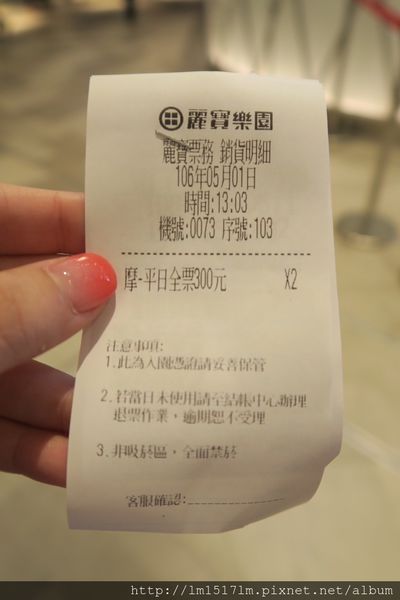 麗寶樂園
麗寶票務 銷貨明細
106年05月01日
時間:13:03
機號:0073 序號:103
摩-平日全票300元 X2
注意事項:
1.此為入園憑證請妥善保管
2.若當日未使用請至結帳中心辦理
退票作業，逾期恕不受理
3.非吸菸區，全面禁菸
客服確認:
http://lm1517lm.pixnet.net/album